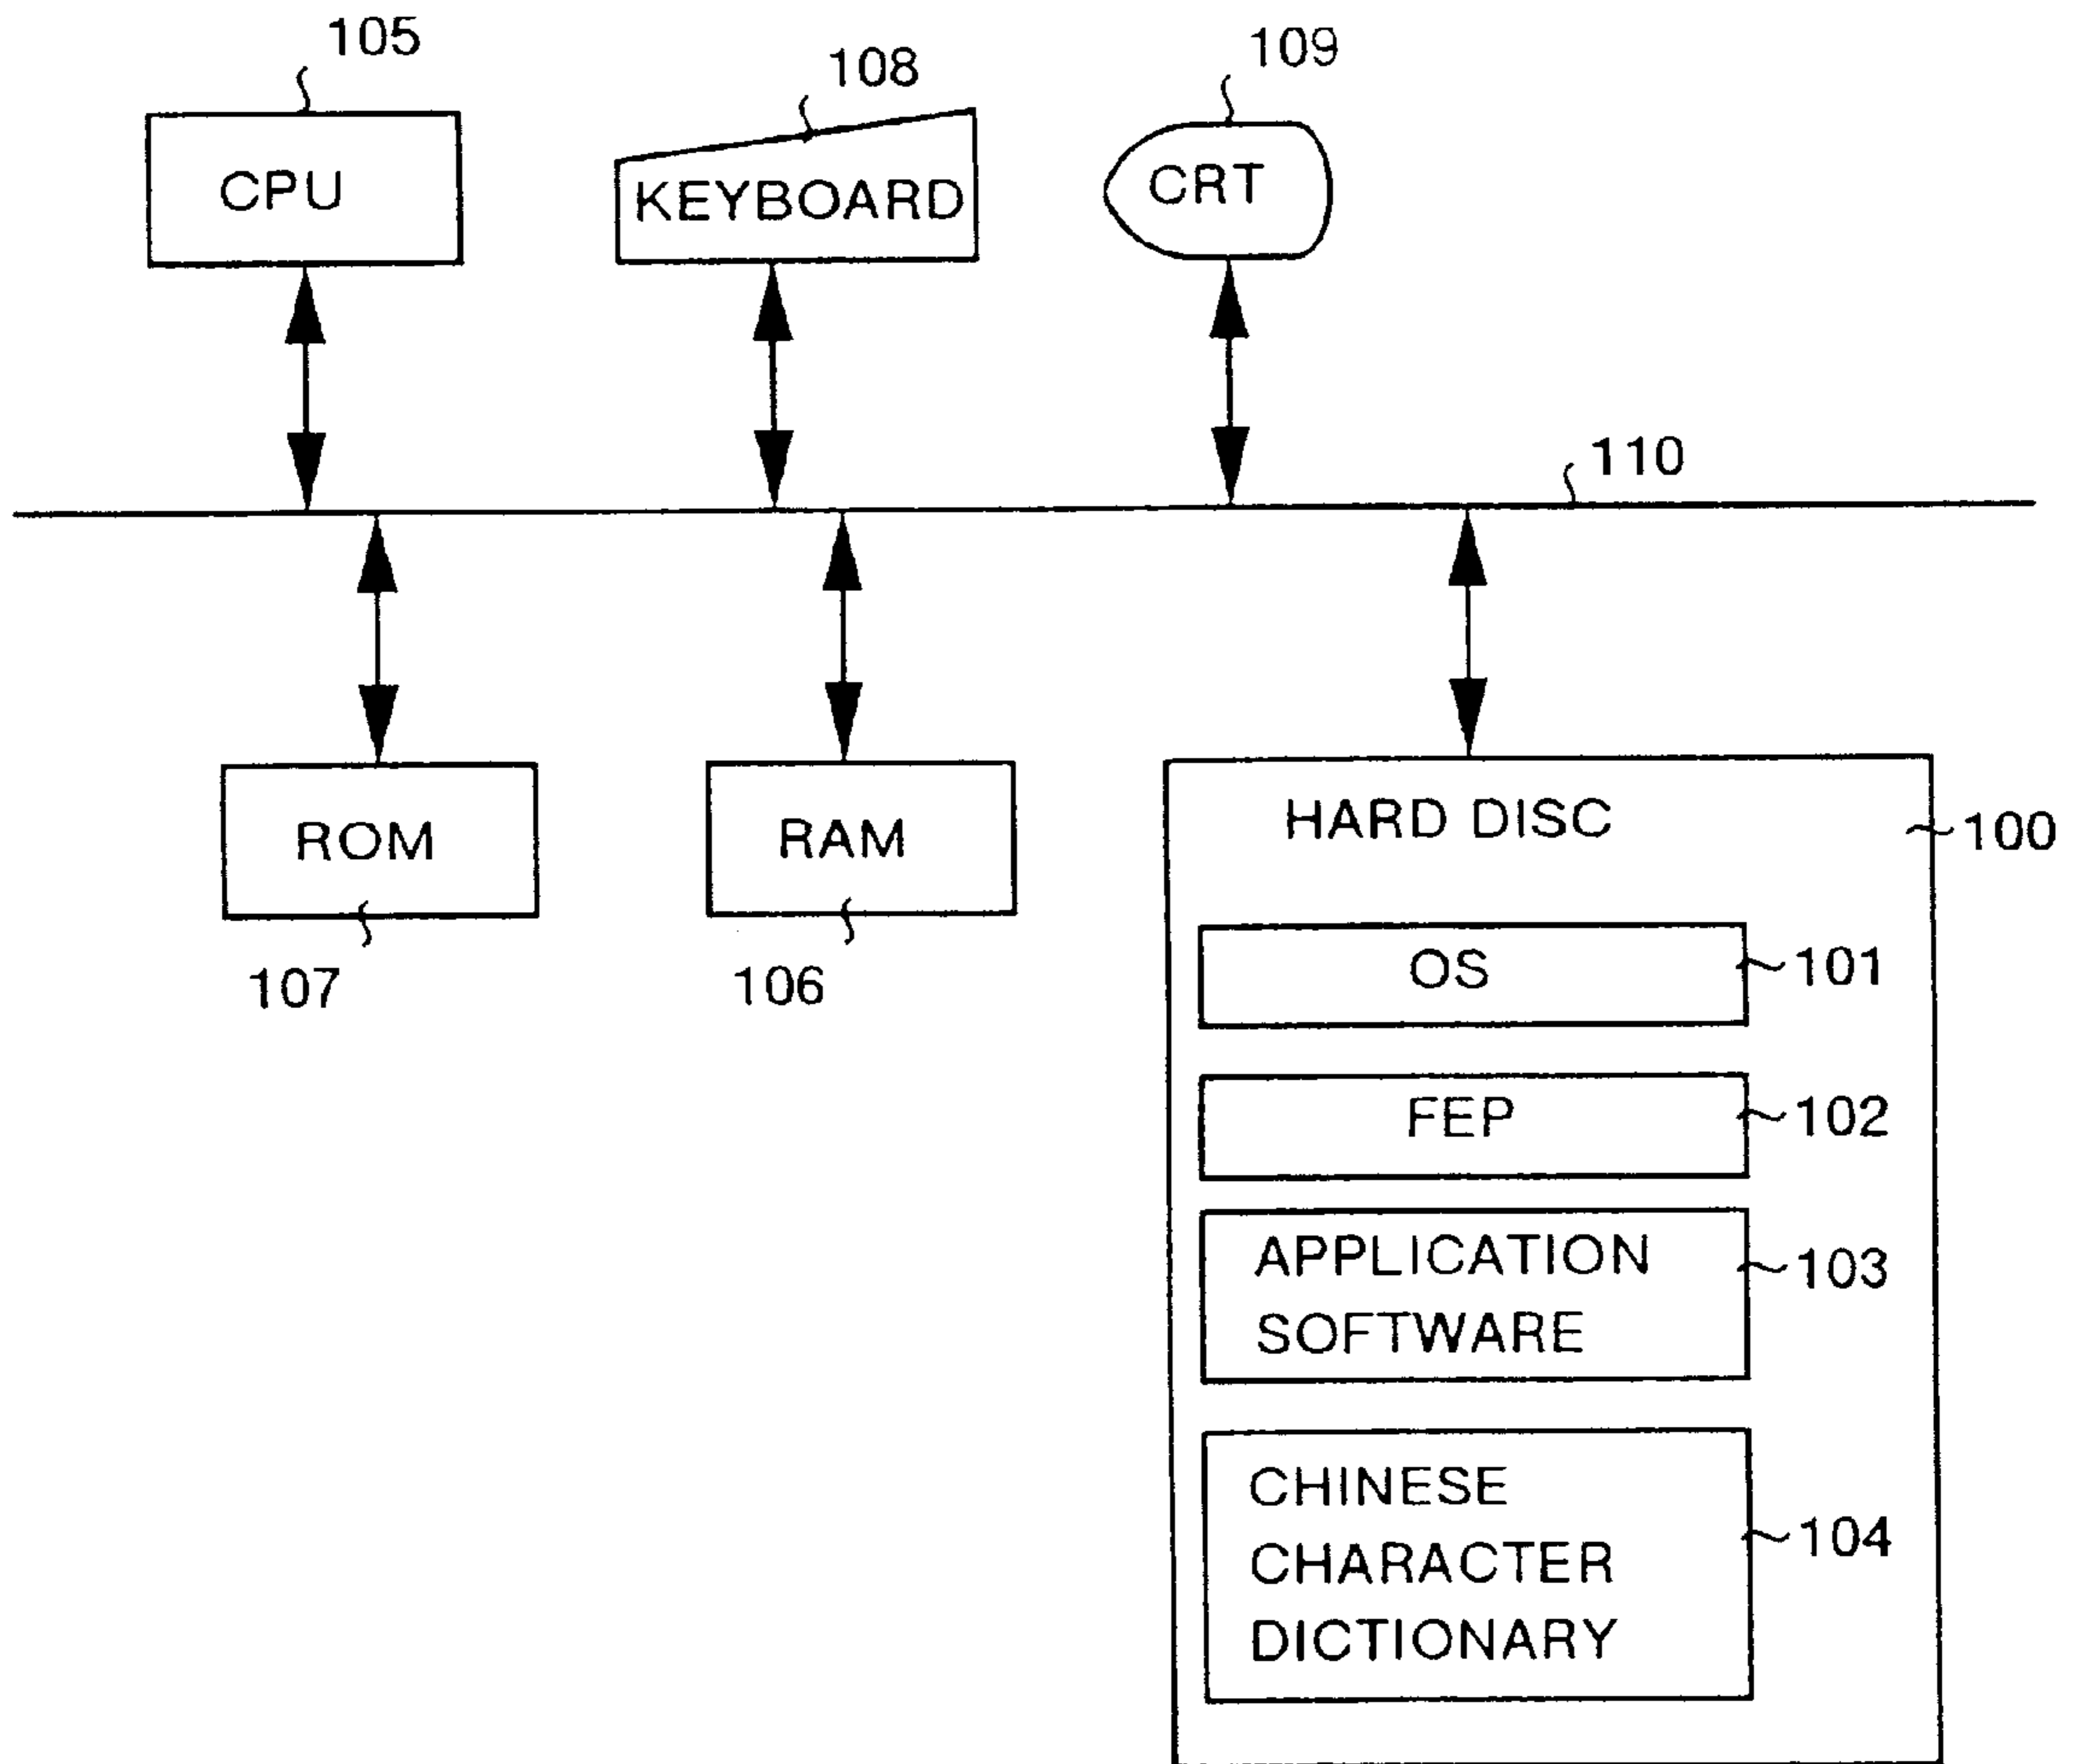 105
108
109
CPU
KEYBOARD
CRT
110
ROM
RAM
107
106
HARD DISC
100
OS
101
FEP
102
APPLICATION
SOFTWARE
103
CHINESE
CHARACTER
DICTIONARY
104